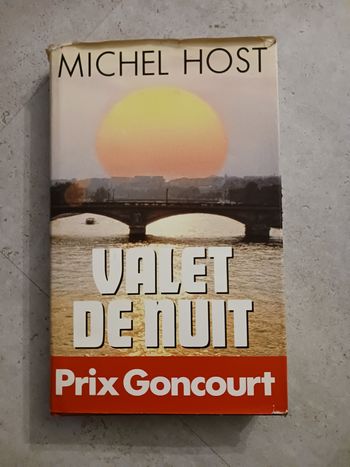 MICHEL HOST
VALET
DE NUIT
Prix Goncourt